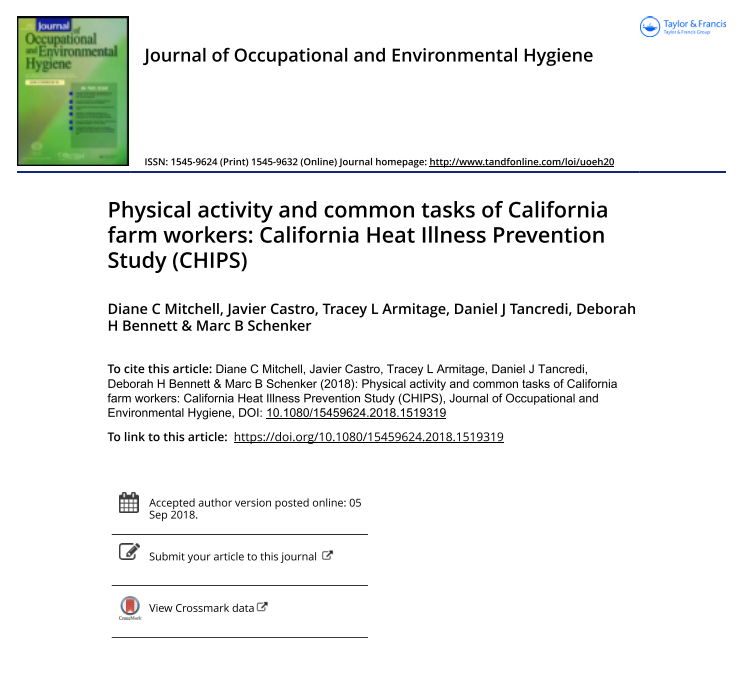 Journal
of
Occupational
and Environmental
Hygiene
Taylor & Francis
Taylor & Francis Group
Journal of Occupational and Environmental Hygiene
ISSN: 1545-9624 (Print) 1545-9632 (Online) Journal homepage: http://www.tandfonline.com/loi/uoeh20
Physical activity and common tasks of California
farm workers: California Heat Illness Prevention
Study (CHIPS)
Diane C Mitchell, Javier Castro, Tracey L Armitage, Daniel J Tancredi, Deborah
H Bennett & Marc B Schenker
To cite this article: Diane C Mitchell, Javier Castro, Tracey L Armitage, Daniel J Tancredi,
Deborah H Bennett & Marc B Schenker (2018): Physical activity and common tasks of California
farm workers: California Heat Illness Prevention Study (CHIPS), Journal of Occupational and
Environmental Hygiene, DOI: 10.1080/15459624.2018.1519319
To link to this article: https://doi.org/10.1080/15459624.2018.1519319
Accepted author version posted online: 05
Sep 2018.
Submit your article to this journal
View Crossmark data
CrossMark